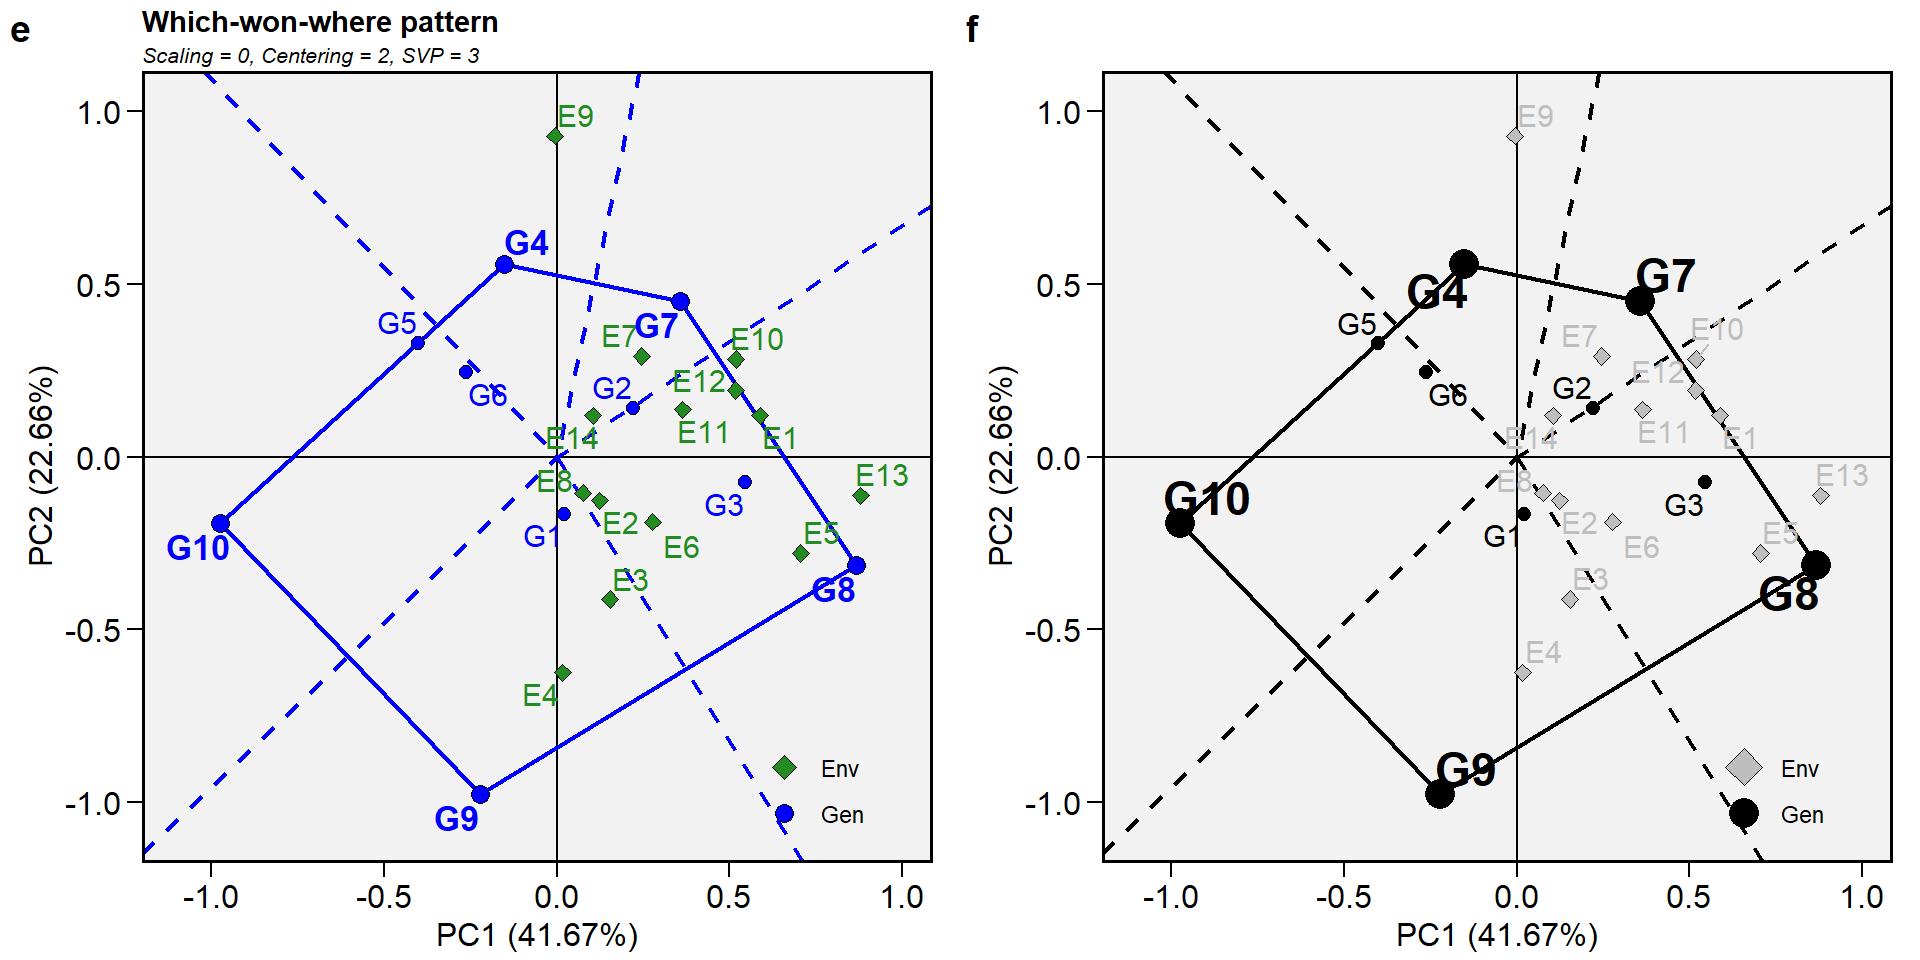 e
Which-won-where pattern
Scaling = 0, Centering = 2, SVP = 3
1.0
0.5
0.0
-0.5
-1.0
PC2 (22.66%)
E9
G4
G5
G7
E7
E10
G6
G2
E12
E14
E11
E1
E8
E13
G1
E2
G3
E6
E5
G10
E3
G8
E4
G9
Env
Gen
-1.0
-0.5
0.0
0.5
1.0
PC1 (41.67%)
f
1.0
0.5
0.0
-0.5
-1.0
PC2 (22.66%)
E9
G4
G7
G5
E7
E10
G6
G2
E12
E14
E11
E1
E8
E13
G10
G1
E2
G3
E6
E5
E3
G8
E4
G9
Env
Gen
-1.0
-0.5
0.0
0.5
1.0
PC1 (41.67%)